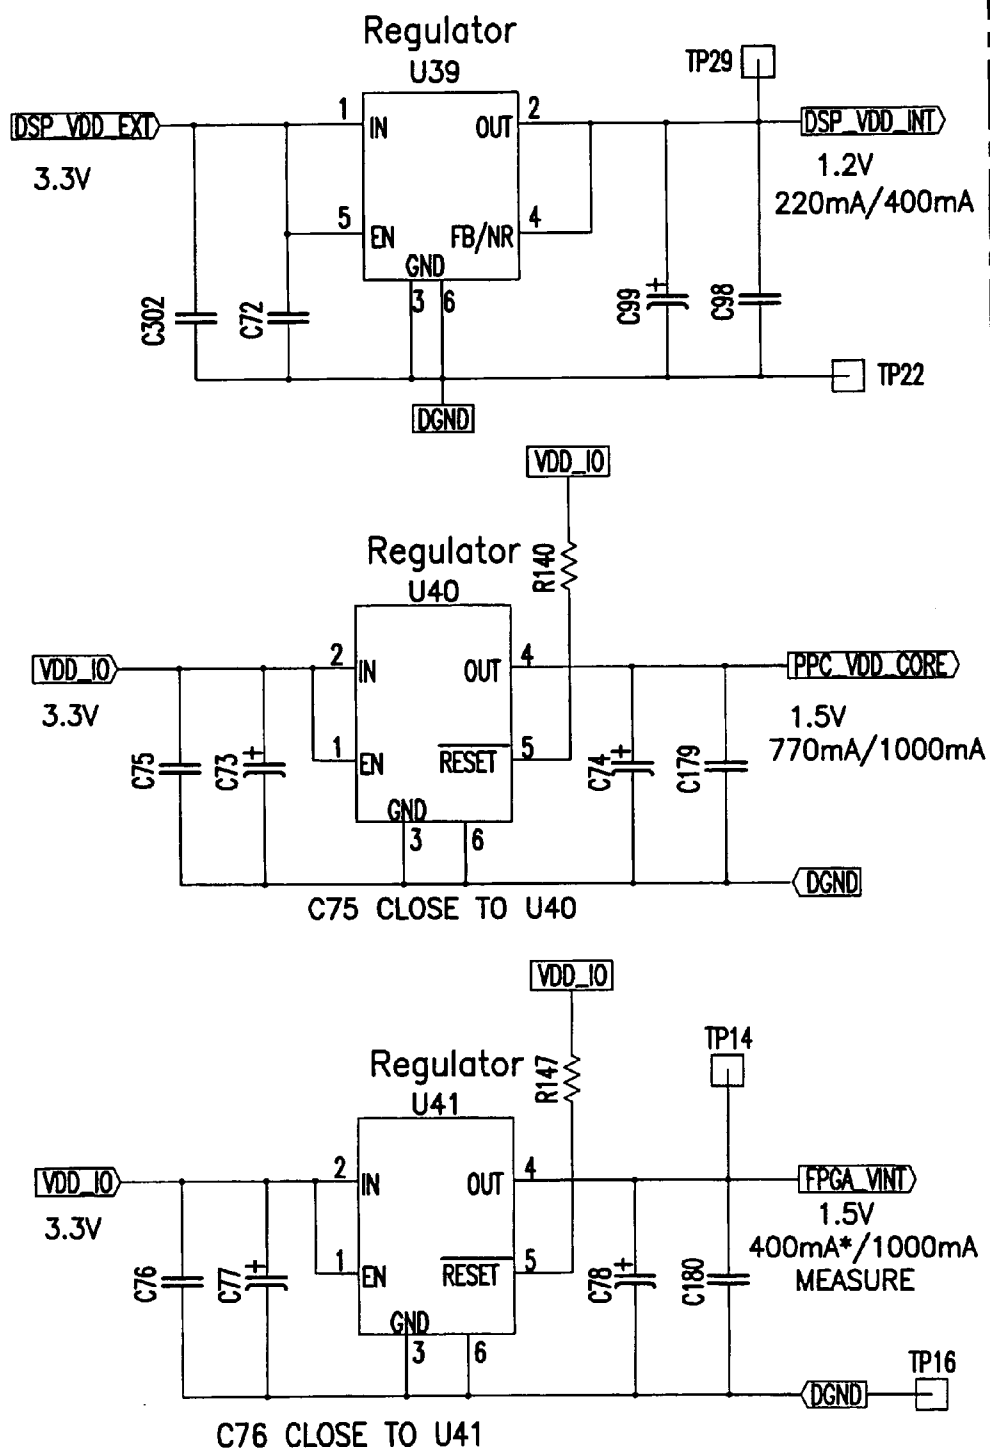 Regulator
U39
TP29
DSP_VDD_EXT
3.3V
1
IN
OUT
2
DSP_VDD_INT
1.2V
220mA/400mA
5
EN
FB/NR
4
GND
3
6
C302
C72
C99
+
C98
TP22
DGND
VDD_IO
R140
Regulator
U40
VDD_IO
3.3V
2
IN
OUT
4
PPC_VDD_CORE
1.5V
770mA/1000mA
1
EN
RESET
5
GND
3
6
C75
C73
+
C74
+
C179
DGND
C75 CLOSE TO U40
VDD_IO
R147
TP14
Regulator
U41
VDD_IO
3.3V
2
IN
OUT
4
FPGA_VINT
1.5V
400mA*/1000mA
MEASURE
1
EN
RESET
5
GND
3
6
C76
C77
+
C78
+
C180
DGND
TP16
C76 CLOSE TO U41